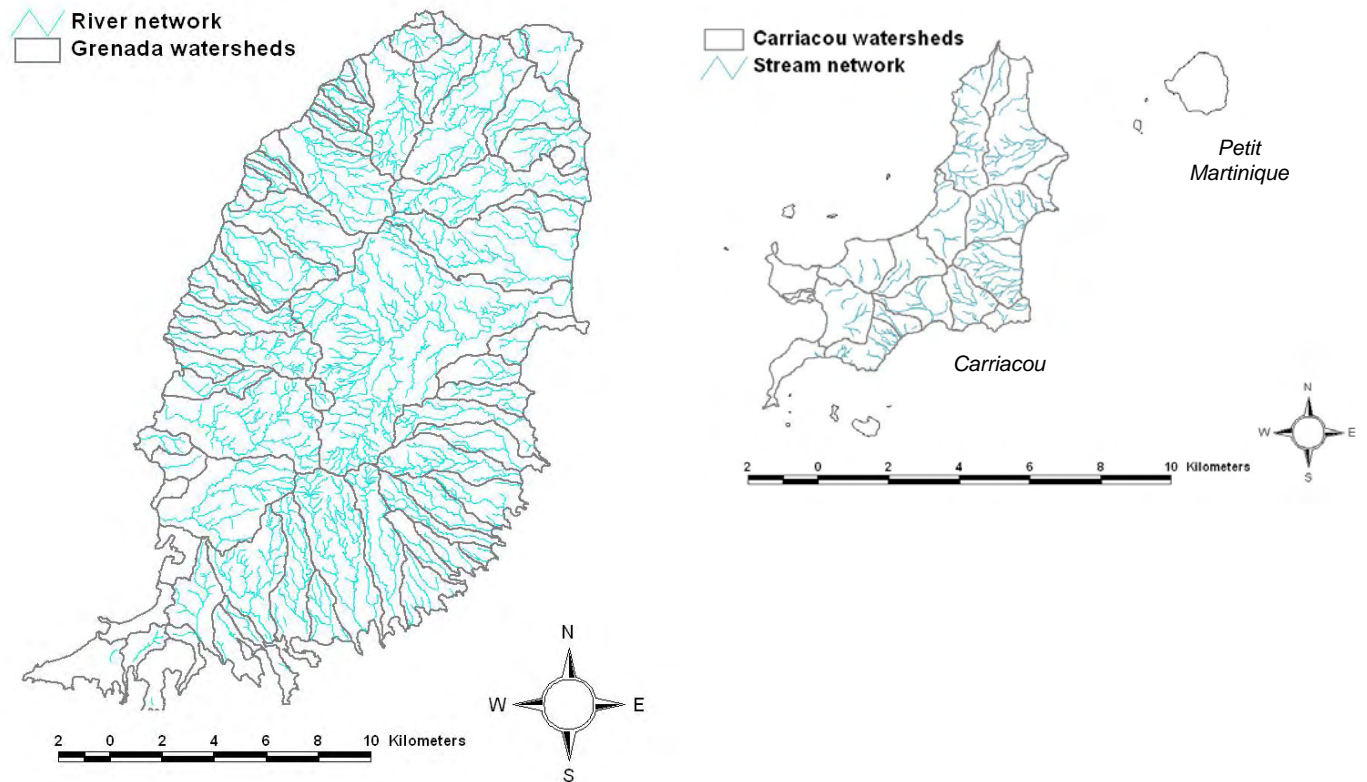 River network
Grenada watersheds
N
W E
S
2 0 2 4 6 8 10 Kilometers
Carriacou watersheds
Stream network
Petit
Martinique
Carriacou
N
W E
S
2 0 2 4 6 8 10 Kilometers